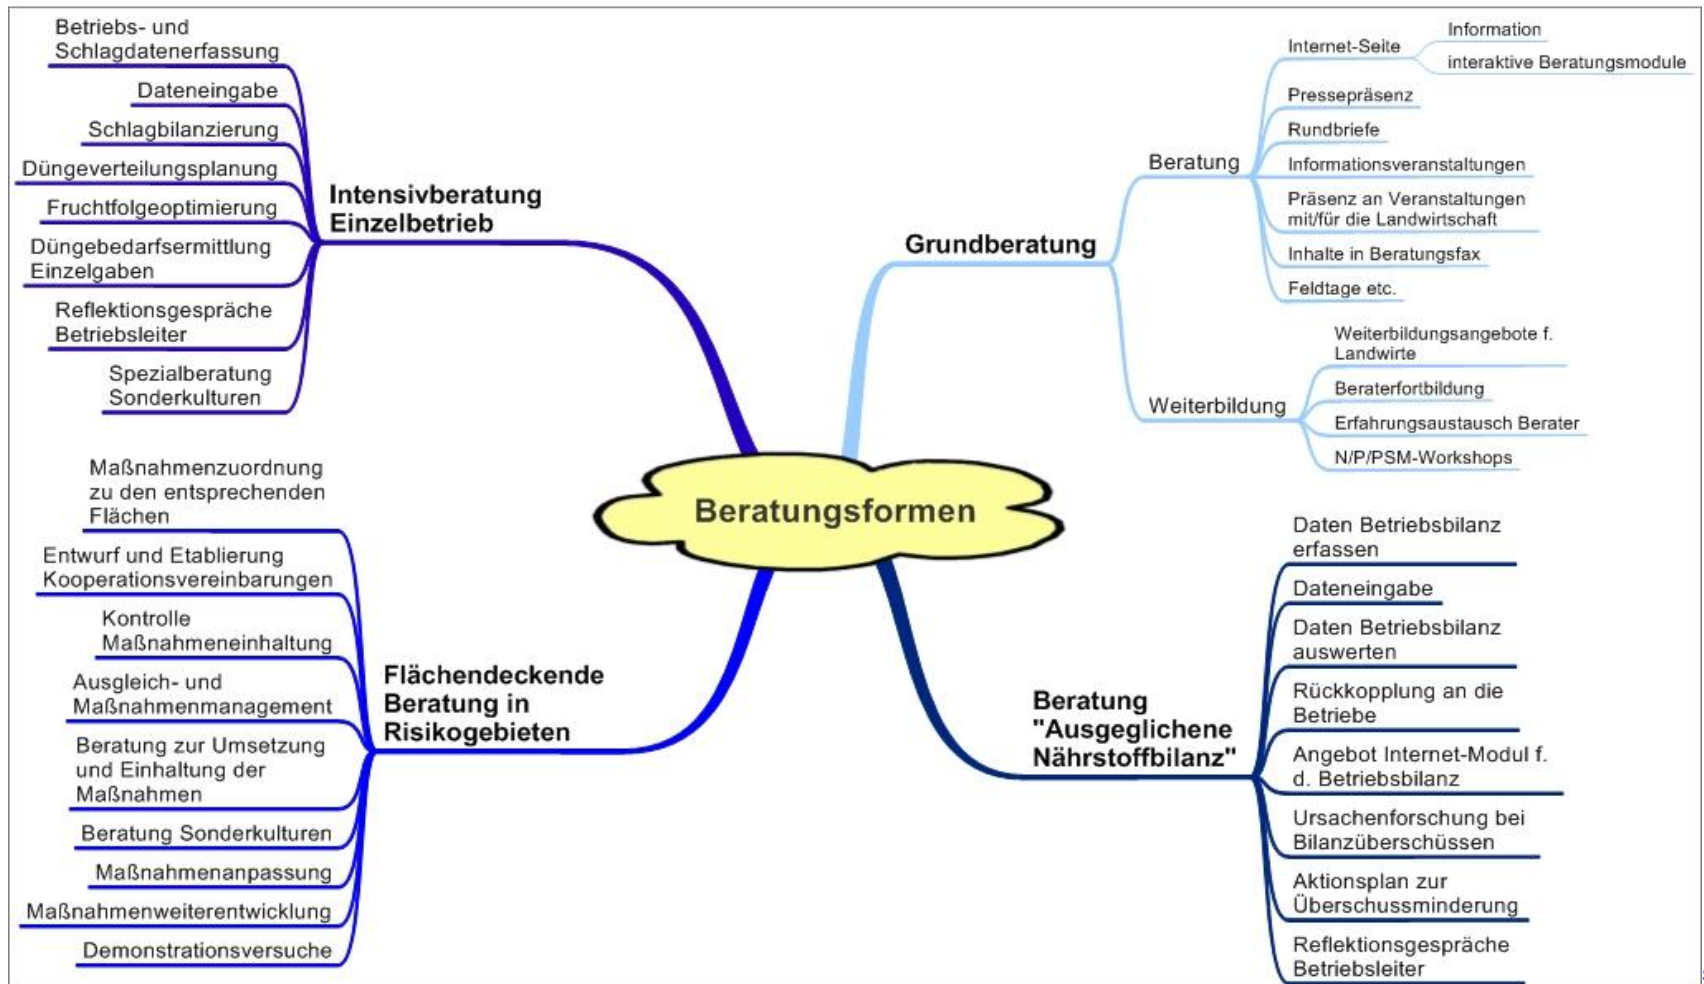 Betriebs- und
Schlagdatenerfassung
Dateneingabe
Schlagbilanzierung
Düngeverteilungsplanung
Fruchtfolgeoptimierung
Düngebedarfsermittlung
Einzelgaben
Reflektionsgespräche
Betriebsleiter
Spezialberatung
Sonderkulturen
Intensivberatung
Einzelbetrieb
Grundberatung
Beratung
Internet-Seite
Information
interaktive Beratungsmodule
Pressepräsenz
Rundbriefe
Informationsveranstaltungen
Präsenz an Veranstaltungen
mit/für die Landwirtschaft
Inhalte in Beratungsfax
Feldtage etc.
Weiterbildung
Weiterbildungsangebote f.
Landwirte
Beraterfortbildung
Erfahrungsaustausch Berater
N/P/PSM-Workshops
Beratungsformen
Maßnahmenzuordnung
zu den entsprechenden
Flächen
Entwurf und Etablierung
Kooperationsvereinbarungen
Kontrolle
Maßnahmeneinhaltung
Ausgleich- und
Maßnahmenmanagement
Beratung zur Umsetzung
und Einhaltung der
Maßnahmen
Beratung Sonderkulturen
Maßnahmenanpassung
Maßnahmenweiterentwicklung
Demonstrationsversuche
Flächendeckende
Beratung in
Risikogebieten
Beratung
"Ausgeglichene
Nährstoffbilanz"
Daten Betriebsbilanz
erfassen
Dateneingabe
Daten Betriebsbilanz
auswerten
Rückkopplung an die
Betriebe
Angebot Internet-Modul f.
d. Betriebsbilanz
Ursachenforschung bei
Bilanzüberschüssen
Aktionsplan zur
Überschussminderung
Reflektionsgespräche
Betriebsleiter